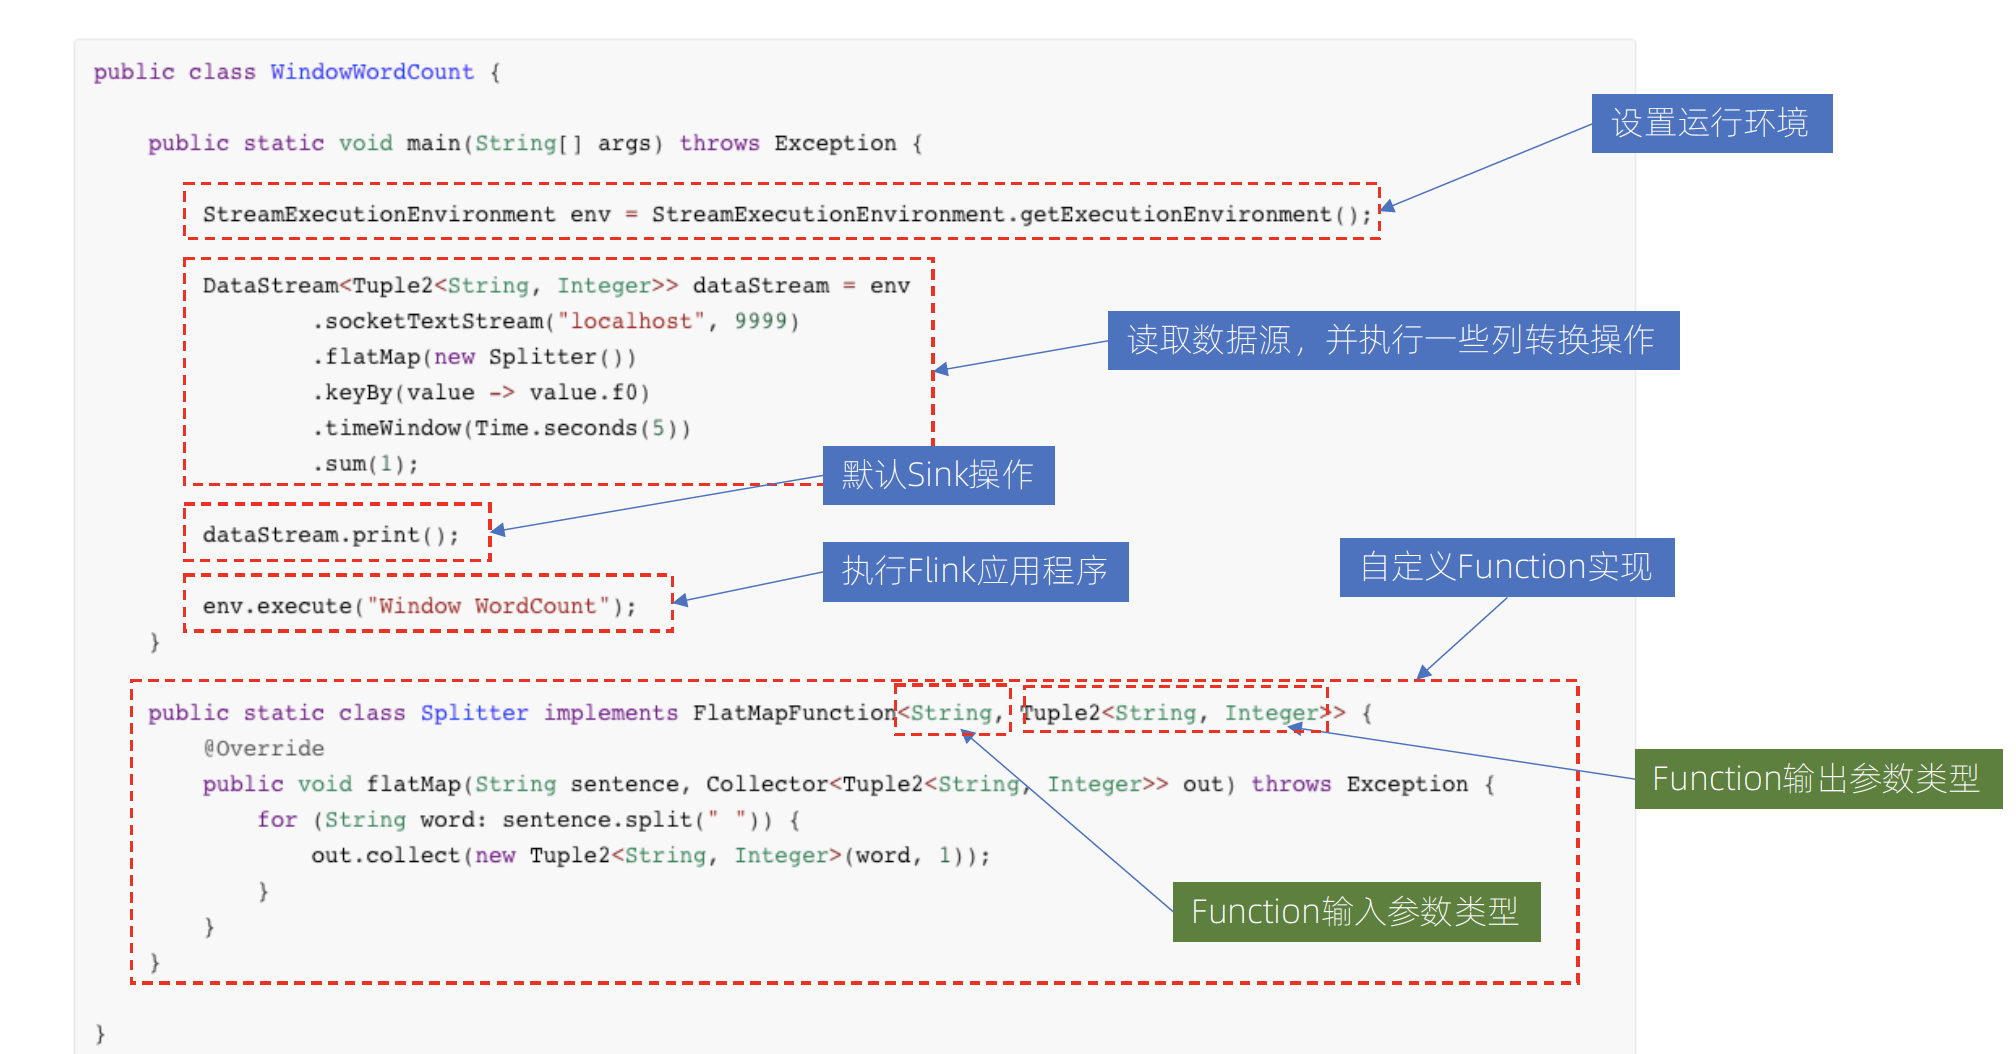 public class WindowWordCount {
设置运行环境
public static void main(String[] args) throws Exception {
StreamExecutionEnvironment env = StreamExecutionEnvironment.getExecutionEnvironment();
DataStream<Tuple2<String, Integer>> dataStream = env
.socketTextStream("localhost", 9999)
读取数据源，并执行一些列转换操作
.flatMap(new Splitter())
.keyBy(value -> value.f0)
.timeWindow(Time.seconds(5))
.sum(1);
默认Sink操作
dataStream.print();
执行Flink应用程序
自定义Function实现
env.execute("Window WordCount");
}
public static class Splitter implements FlatMapFunction<String, Tuple2<String, Integer>> {
@Override
Function输出参数类型
public void flatMap(String sentence, Collector<Tuple2<String, Integer>> out) throws Exception {
for (String word: sentence.split(" ")) {
out.collect(new Tuple2<String, Integer>(word, 1));
}
Function输入参数类型
}
}
}